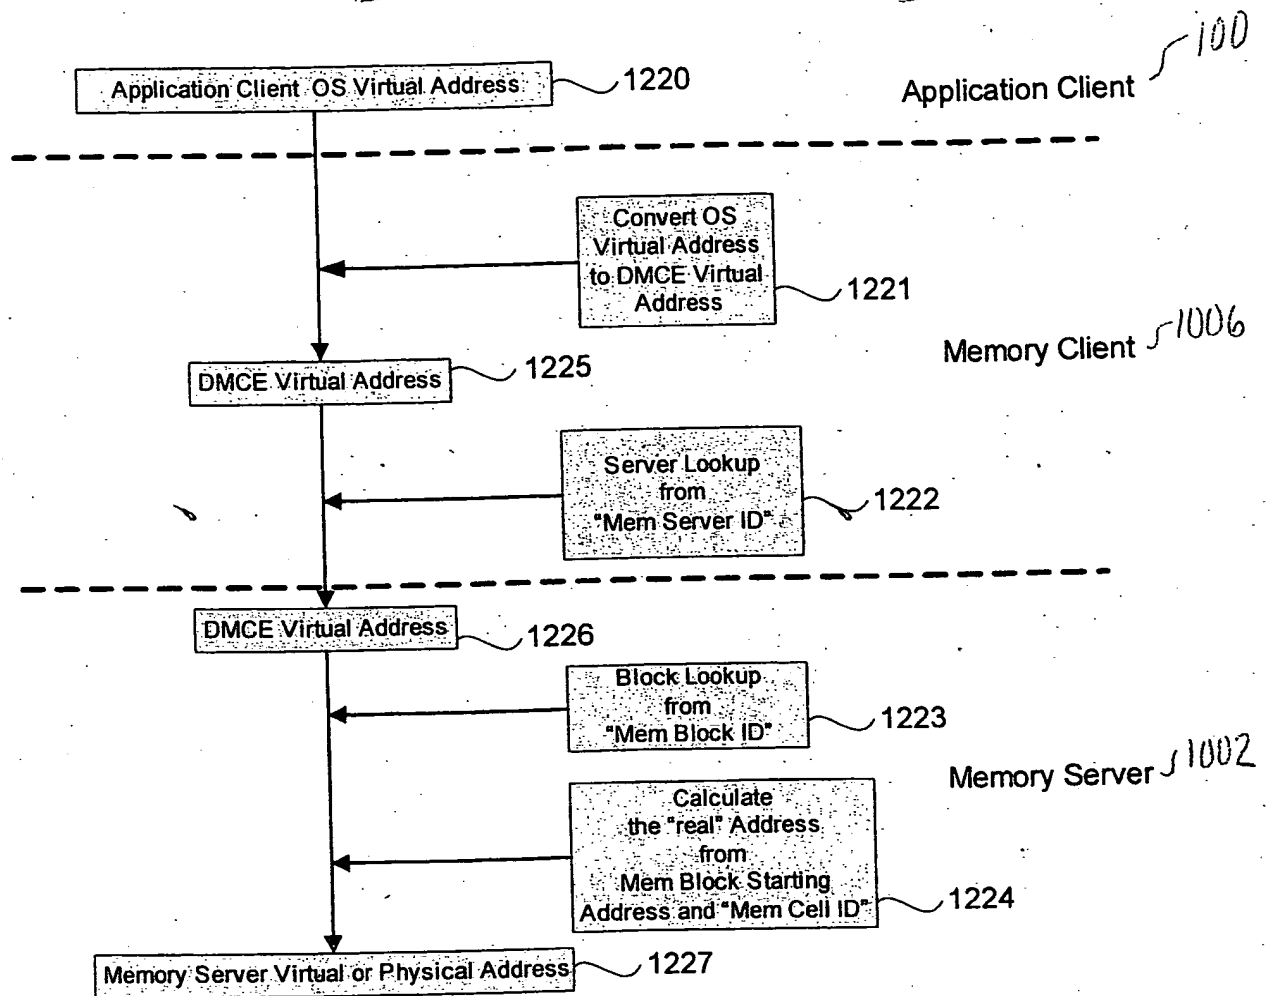 100
Application Client OS Virtual Address
1220
Application Client
Convert OS
Virtual Address
to DMCE Virtual
Address
1221
1006
Memory Client
DMCE Virtual Address
1225
Server Lookup
from
"Mem Server ID"
1222
DMCE Virtual Address
1226
Block Lookup
from
"Mem Block ID"
1223
1002
Memory Server
Calculate
the "real" Address
from
Mem Block Starting
Address and "Mem Cell ID"
1224
Memory Server Virtual or Physical Address
1227